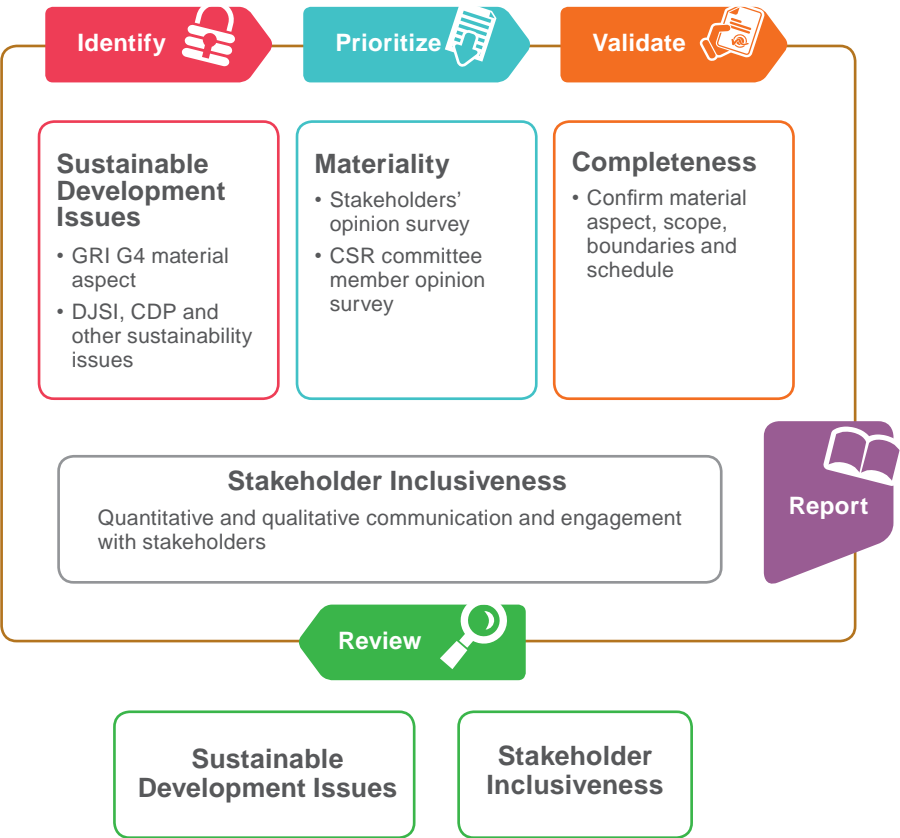 Identify
Prioritize
Validate
Sustainable
Development
Issues
• GRI G4 material
aspect
• DJSI, CDP and
other sustainability
issues
Materiality
• Stakeholders’
opinion survey
• CSR committee
member opinion
survey
Completeness
• Confirm material
aspect, scope,
boundaries and
schedule
Stakeholder Inclusiveness
Quantitative and qualitative communication and engagement
with stakeholders
Report
Review
Sustainable
Development Issues
Stakeholder
Inclusiveness